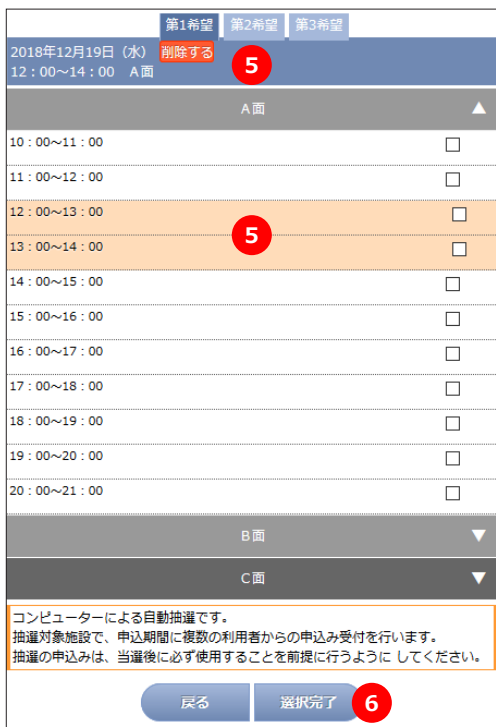 第1希望 第2希望 第3希望
2018年12月19日（水） 削除する
12：00～14：00　A面
5
A面 ▲
10：00～11：00
11：00～12：00
12：00～13：00
5
13：00～14：00
14：00～15：00
15：00～16：00
16：00～17：00
17：00～18：00
18：00～19：00
19：00～20：00
20：00～21：00
B面 ▼
C面 ▼
コンピューターによる自動抽選です。
抽選対象施設で、申込期間に複数の利用者からの申込み受付を行います。
抽選の申込みは、当選後に必ず使用することを前提に行うように してください。
戻る 選択完了 6